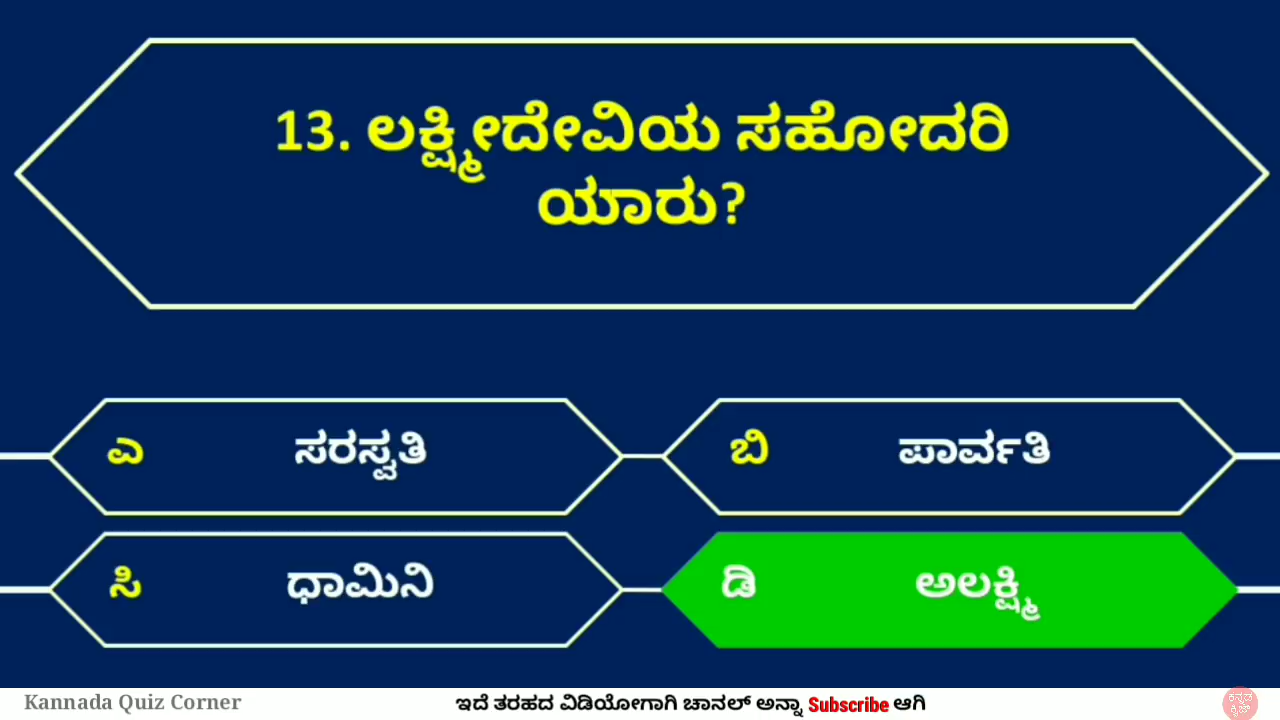 13. ಲಕ್ಷ್ಮೀದೇವಿಯ ಸಹೋದರಿ
ಯಾರು?
ಎ ಸರಸ್ವತಿ
ಬಿ ಪಾರ್ವತಿ
ಸಿ ಧಾಮಿನಿ
ಡಿ ಅಲಕ್ಷ್ಮಿ
Kannada Quiz Corner
ಇದೆ ತರಹದ ವಿಡಿಯೋಗಾಗಿ ಚಾನಲ್ ಅನ್ನಾ Subscribe ಆಗಿ